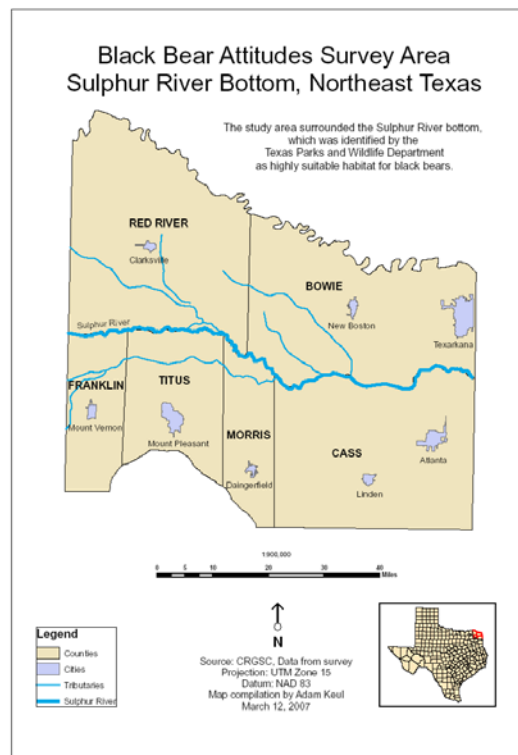 Black Bear Attitudes Survey Area
Sulphur River Bottom, Northeast Texas
The study area surrounded the Sulphur River bottom,
which was identified by the
Texas Parks and Wildlife Department
as highly suitable habitat for black bears.
RED RIVER
Clarksville
BOWIE
New Boston
Texarkana
Sulphur River
FRANKLIN
TITUS
Mount Vernon
Mount Pleasant
MORRIS
CASS
Atlanta
Daingerfield
Linden
1:900,000
0 5 10 20 30 40
Miles
N
Legend
Counties
Cities
Tributaries
Sulphur River
Source: CRGSC, Data from survey
Projection: UTM Zone 15
Datum: NAD 83
Map compilation by Adam Keul
March 12, 2007